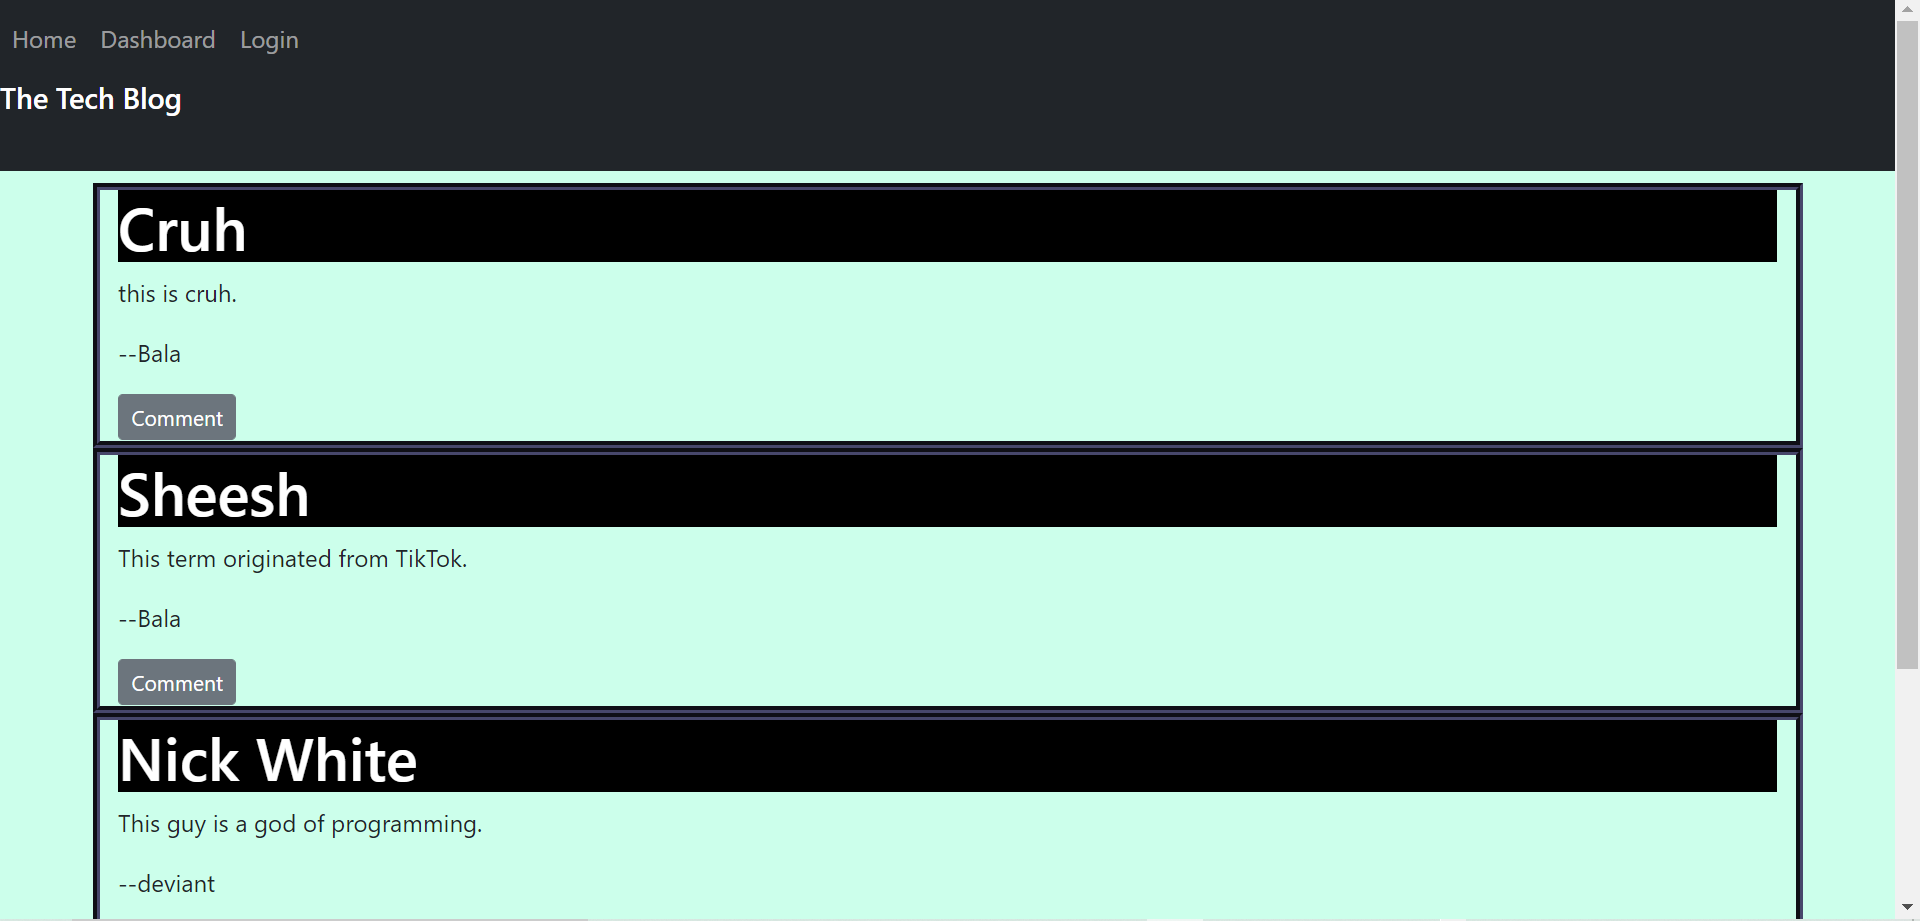 Home Dashboard Login
The Tech Blog
Cruh
this is cruh.
--Bala
Comment
Sheesh
This term originated from TikTok.
--Bala
Comment
Nick White
This guy is a god of programming.
--deviant